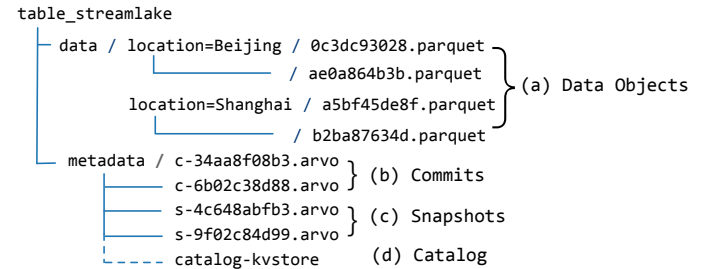 table_streamlake
data / location=Beijing / 0c3dc93028.parquet
/ ae0a864b3b.parquet
(a) Data Objects
location=Shanghai / a5bf45de8f.parquet
/ b2ba87634d.parquet
metadata / c-34aa8f08b3.arvo
(b) Commits
c-6b02c38d88.arvo
s-4c648abfb3.arvo
(c) Snapshots
s-9f02c84d99.arvo
catalog-kvstore (d) Catalog